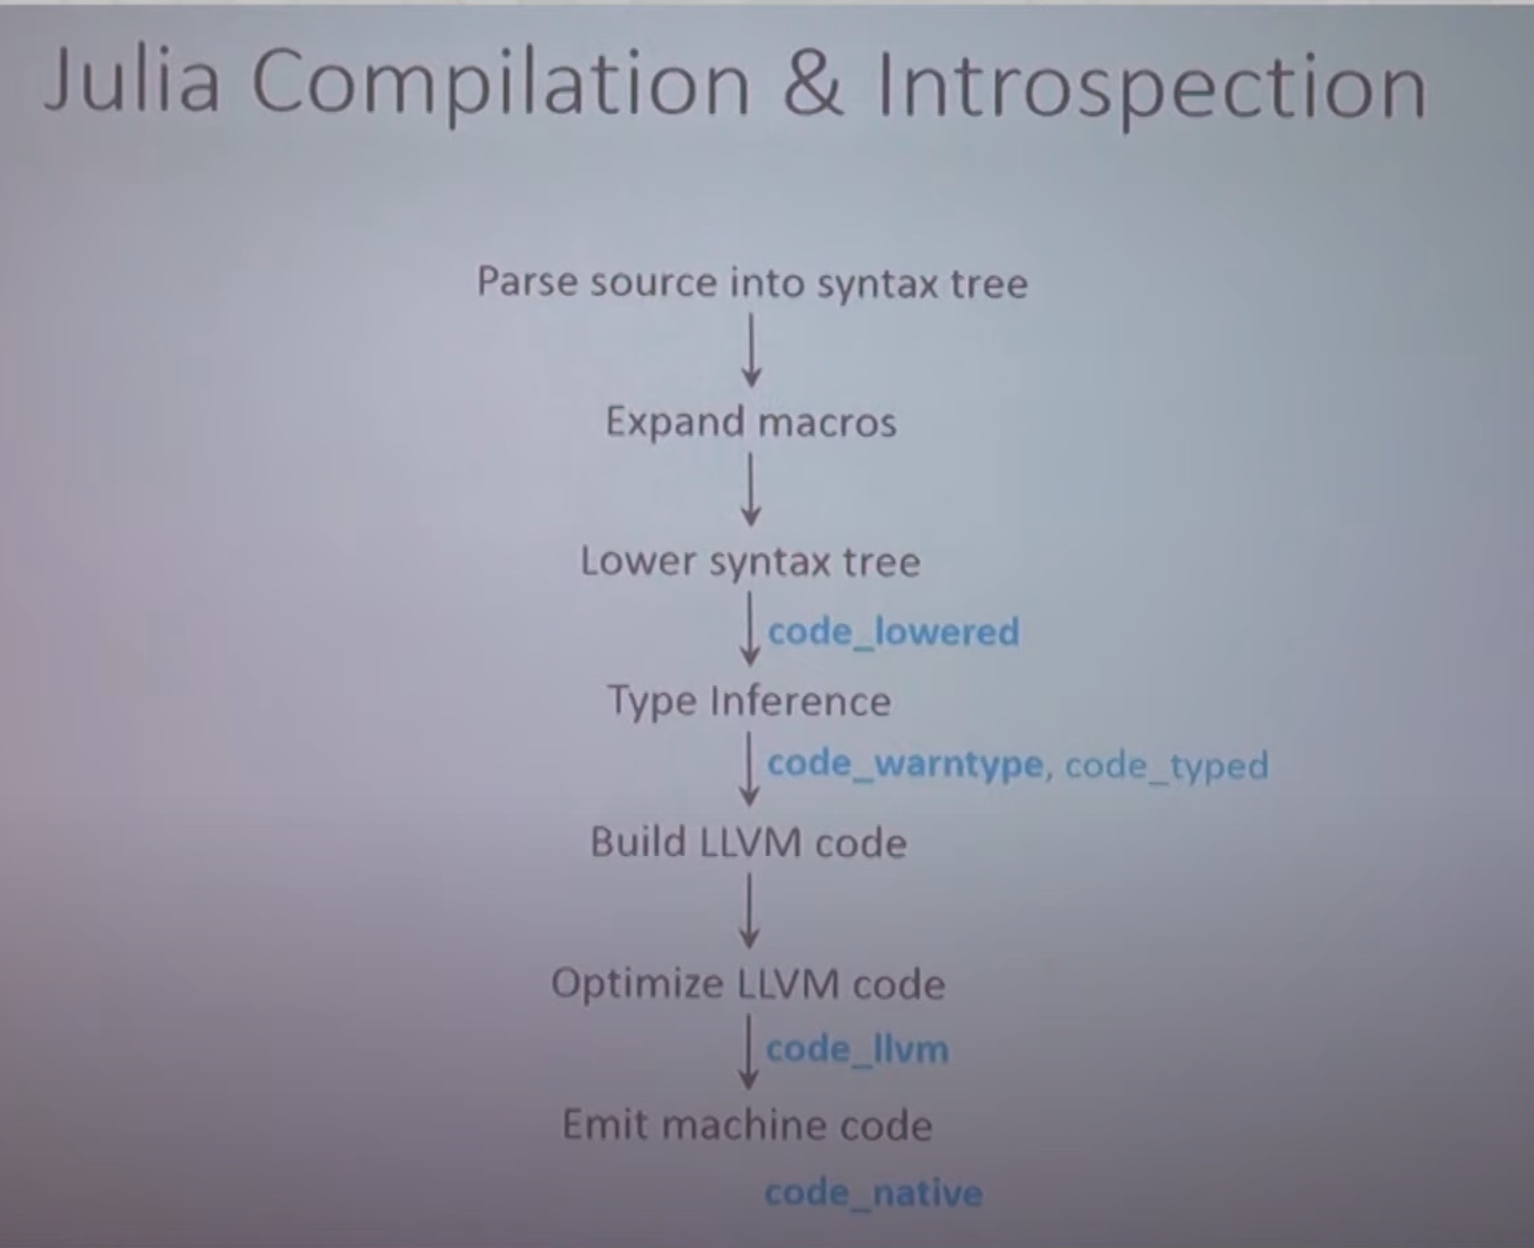 Julia Compilation & Introspection
Parse source into syntax tree
Expand macros
Lower syntax tree
code_lowered
Type Inference
code_warntype, code_typed
Build LLVM code
Optimize LLVM code
code_llvm
Emit machine code
code_native